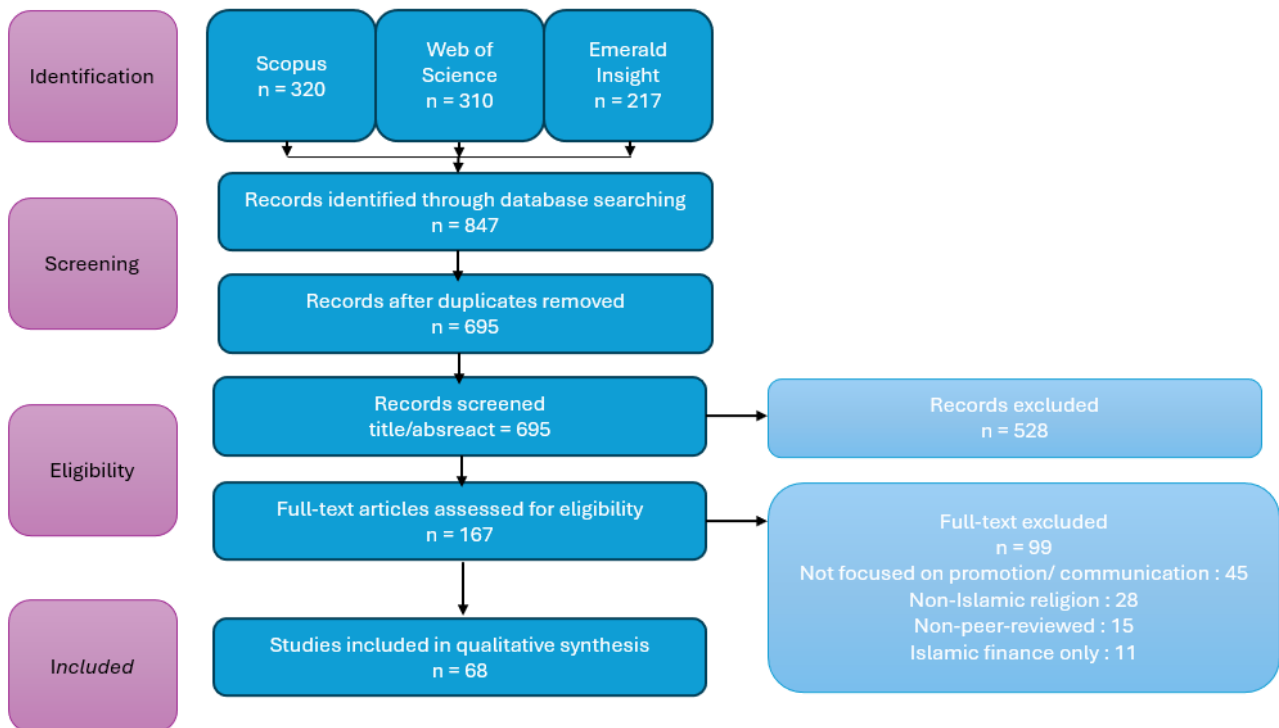 Identification
Scopus
n = 320
Web of
Science
n = 310
Emerald
Insight
n = 217
Screening
Records identified through database searching
n = 847
Records after duplicates removed
n = 695
Eligibility
Records screened
title/absreact = 695
Records excluded
n = 528
Full-text articles assessed for eligibility
n = 167
Full-text excluded
n = 99
Not focused on promotion/ communication : 45
Non-Islamic religion : 28
Non-peer-reviewed : 15
Islamic finance only : 11
Included
Studies included in qualitative synthesis
n = 68